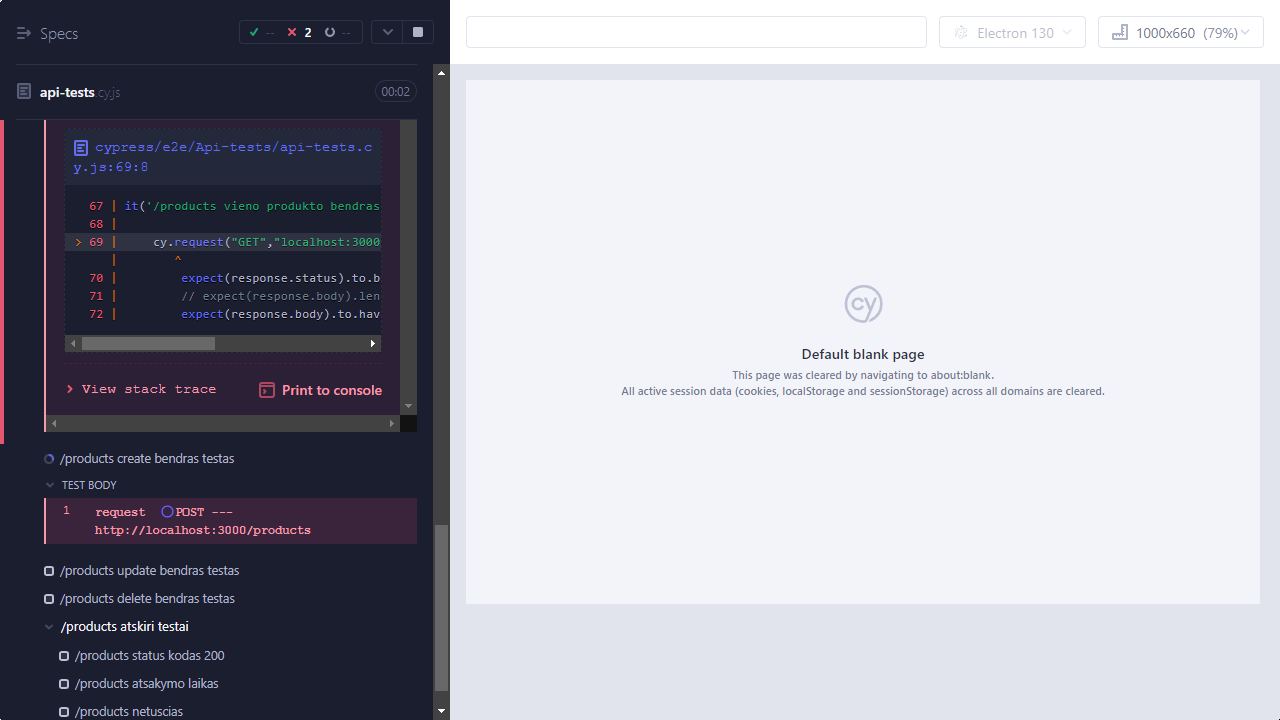 Specs
-- 2 --
Electron 130
1000x660 (79%)
api-tests cy.js
00:02
cypress/e2e/Api-tests/api-tests.c
y.js:69:8
67 | it('/products vieno produkto bendras
68 |
> 69 | cy.request("GET","localhost:3000
| ^
70 | expect(response.status).to.b
71 | // expect(response.body).len
72 | expect(response.body).to.hav
> View stack trace
Print to console
/products create bendras testas
TEST BODY
1 request POST ---
http://localhost:3000/products
/products update bendras testas
/products delete bendras testas
/products atskiri testai
/products status kodas 200
/products atsakymo laikas
/products netuscias
cy
Default blank page
This page was cleared by navigating to about:blank.
All active session data (cookies, localStorage and sessionStorage) across all domains are cleared.